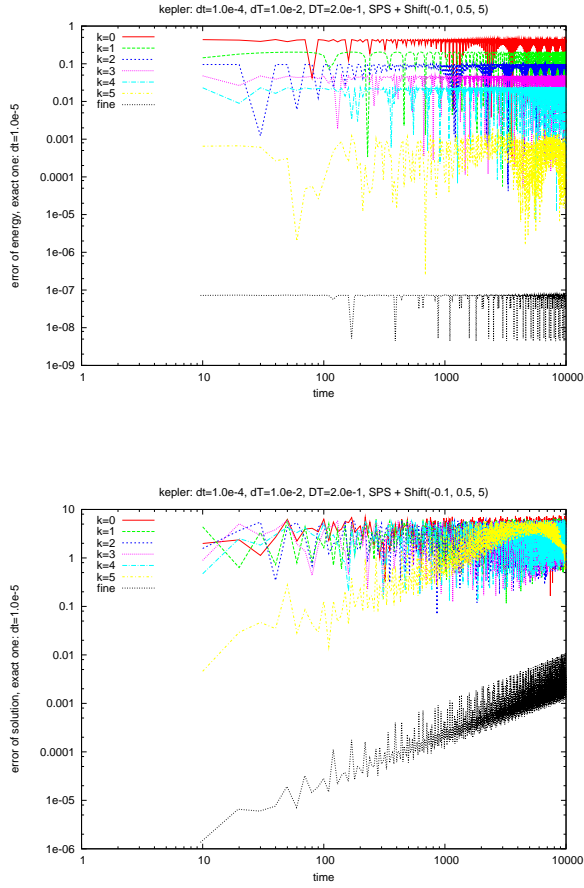 kepler: dt=1.0e-4, dT=1.0e-2, DT=2.0e-1, SPS + Shift(-0.1, 0.5, 5)
error of energy, exact one: dt=1.0e-5
1
0.1
0.01
0.001
0.0001
1e-05
1e-06
1e-07
1e-08
1e-09
k=0
k=1
k=2
k=3
k=4
k=5
fine
1 10 100 1000 10000
time
kepler: dt=1.0e-4, dT=1.0e-2, DT=2.0e-1, SPS + Shift(-0.1, 0.5, 5)
error of solution, exact one: dt=1.0e-5
10
1
0.1
0.01
0.001
0.0001
1e-05
1e-06
k=0
k=1
k=2
k=3
k=4
k=5
fine
1 10 100 1000 10000
time